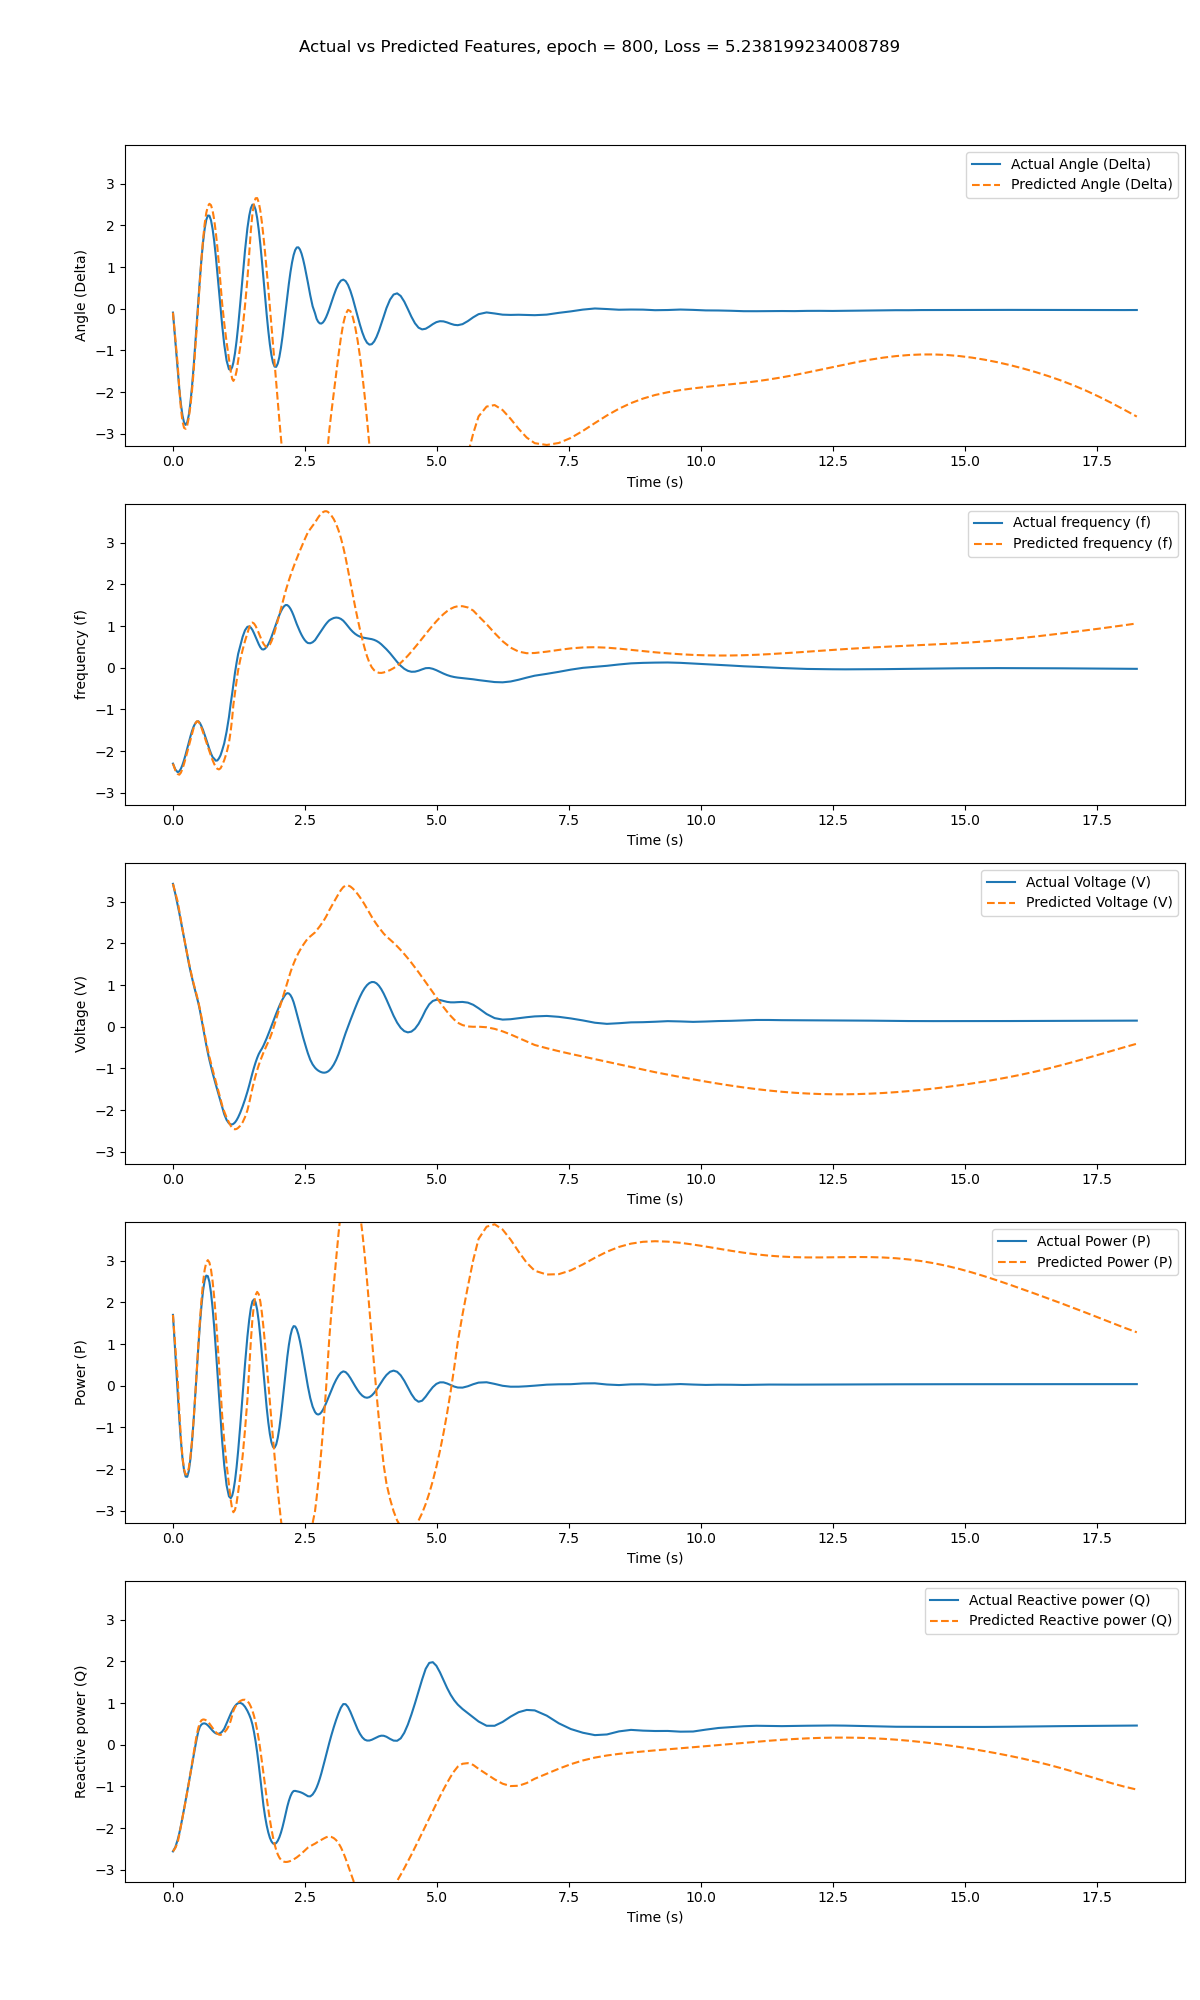 Actual vs Predicted Features, epoch = 800, Loss = 5.238199234008789
Angle (Delta)
3
2
1
0
−1
−2
−3
Actual Angle (Delta)
Predicted Angle (Delta)
0.0 2.5 5.0 7.5 10.0 12.5 15.0 17.5
Time (s)
frequency (f)
3
2
1
0
−1
−2
−3
Actual frequency (f)
Predicted frequency (f)
0.0 2.5 5.0 7.5 10.0 12.5 15.0 17.5
Time (s)
Voltage (V)
3
2
1
0
−1
−2
−3
Actual Voltage (V)
Predicted Voltage (V)
0.0 2.5 5.0 7.5 10.0 12.5 15.0 17.5
Time (s)
Power (P)
3
2
1
0
−1
−2
−3
Actual Power (P)
Predicted Power (P)
0.0 2.5 5.0 7.5 10.0 12.5 15.0 17.5
Time (s)
Reactive power (Q)
3
2
1
0
−1
−2
−3
Actual Reactive power (Q)
Predicted Reactive power (Q)
0.0 2.5 5.0 7.5 10.0 12.5 15.0 17.5
Time (s)